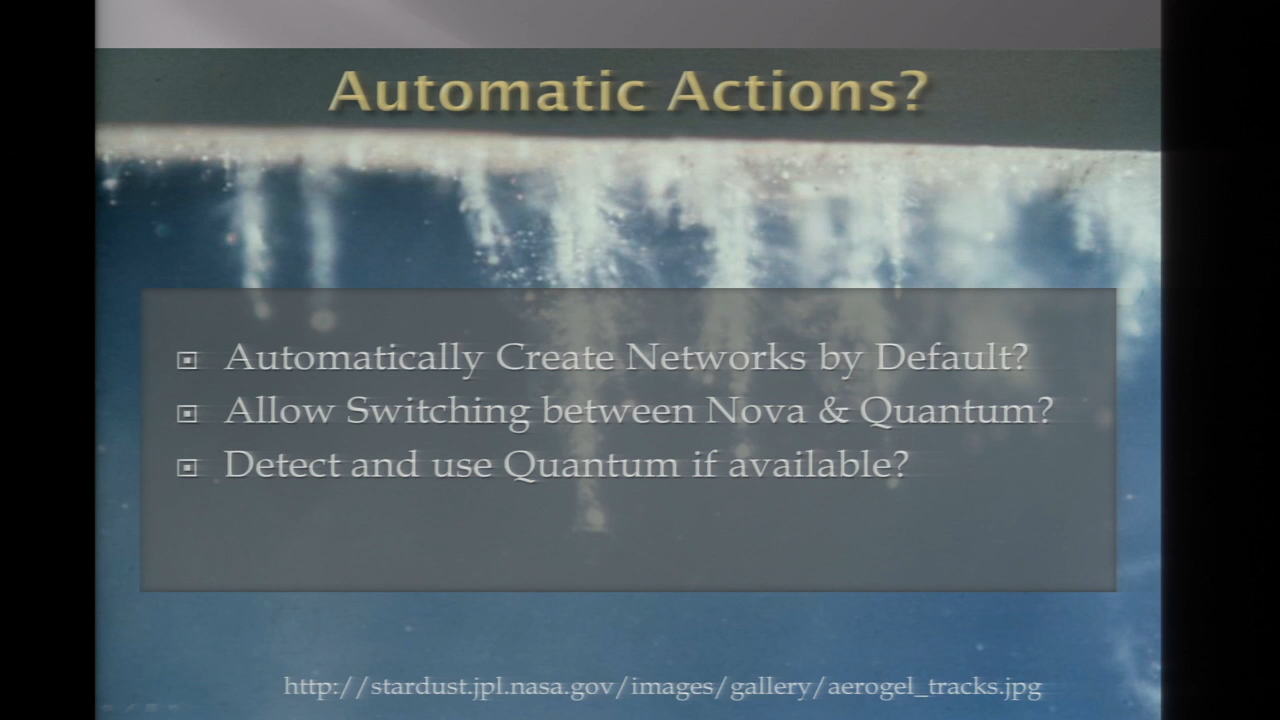 Automatic Actions?
Automatically Create Networks by Default?
Allow Switching between Nova & Quantum?
Detect and use Quantum if available?
http://stardust.jpl.nasa.gov/images/gallery/aerogel_tracks.jpg